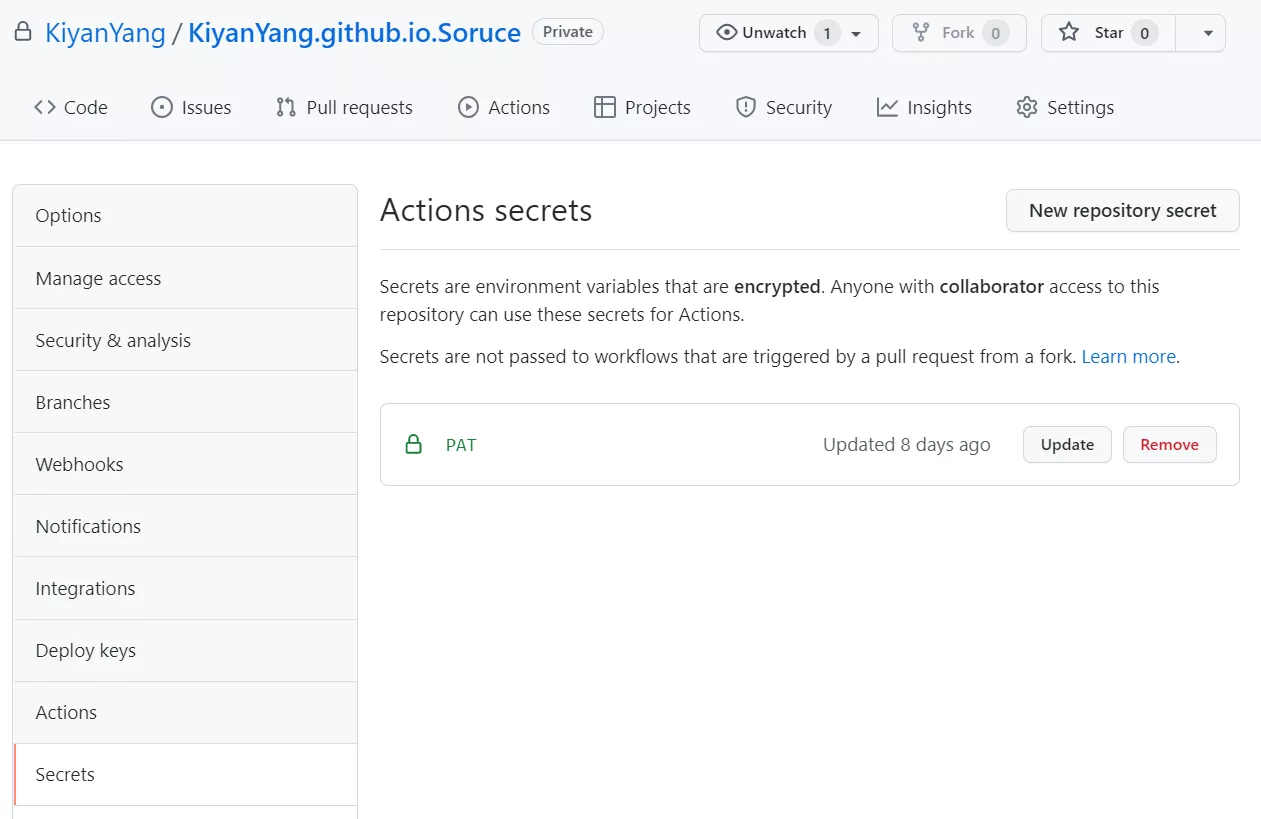 KiyanYang / KiyanYang.github.io.Soruce Private Unwatch 1 Fork 0 Star 0
Code Issues Pull requests Actions Projects Security Insights Settings
Options
Manage access
Security & analysis
Branches
Webhooks
Notifications
Integrations
Deploy keys
Actions
Secrets
Actions secrets New repository secret
Secrets are environment variables that are encrypted. Anyone with collaborator access to this
repository can use these secrets for Actions.
Secrets are not passed to workflows that are triggered by a pull request from a fork. Learn more.
PAT Updated 8 days ago Update Remove